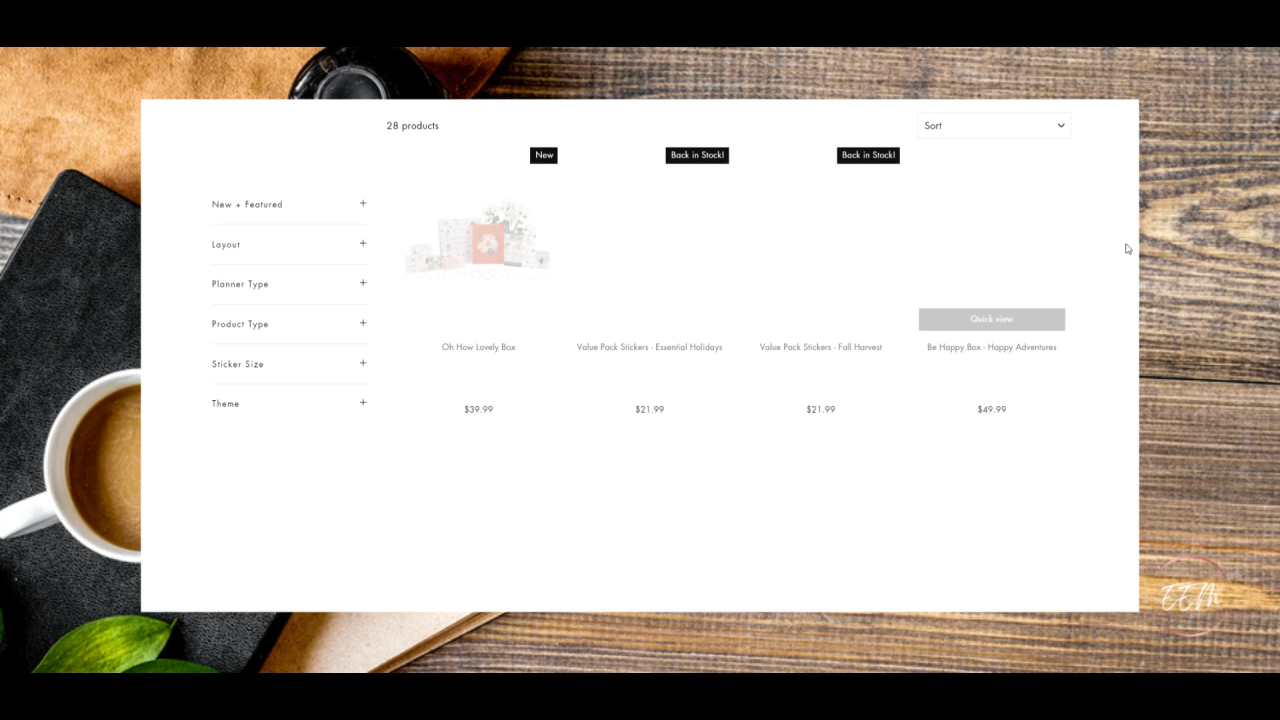 28 products
Sort
New
Back in Stock!
Back in Stock!
New + Featured +
Layout +
Planner Type +
Product Type +
Sticker Size +
Theme +
Quick view
Oh How Lovely Box
Value Pack Stickers - Essential Holidays
Value Pack Stickers - Fall Harvest
Be Happy Box - Happy Adventures
$39.99
$21.99
$21.99
$49.99
EEM